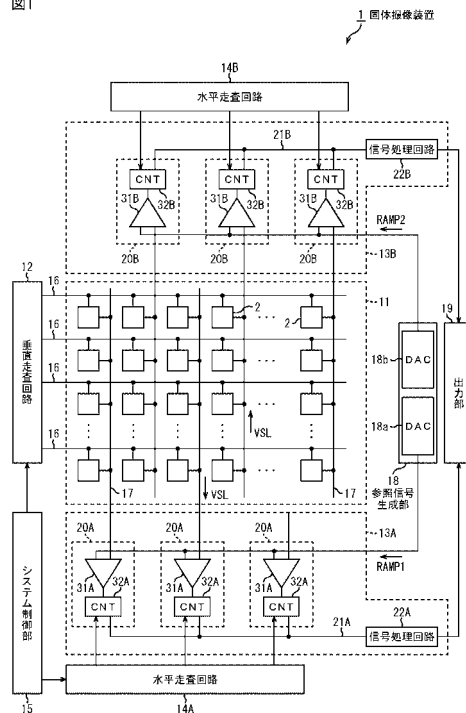 図1
1 固体撮像装置
14B
水平走査回路
21B
信号処理回路
22B
CNT CNT CNT
31B 32B 31B 32B 31B 32B
RAMP2
20B 20B 20B
13B
12
16
11
垂直走査回路
2
2
19
16
18b DAC
出力部
16
18a DAC
VSL
16
18
VSL
参照信号
生成部
17 17
20A 20A 20A
13A
RAMP1
システム制御部
31A 32A 31A 32A 31A 32A
22A
CNT CNT CNT
21A
信号処理回路
水平走査回路
15
14A